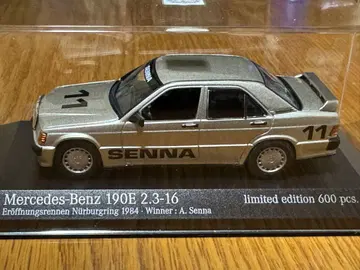 11
SENNA
11
Mercedes-Benz 190E 2.3-16
Eröffnungsrennen Nürburgring 1984 · Winner : A. Senna
limited edition 600 pcs.